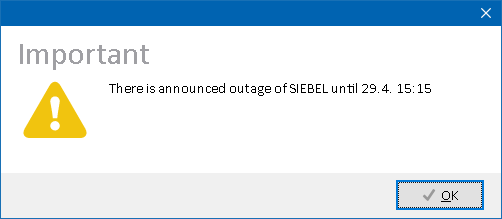 Important
There is announced outage of SIEBEL until 29.4. 15:15
OK